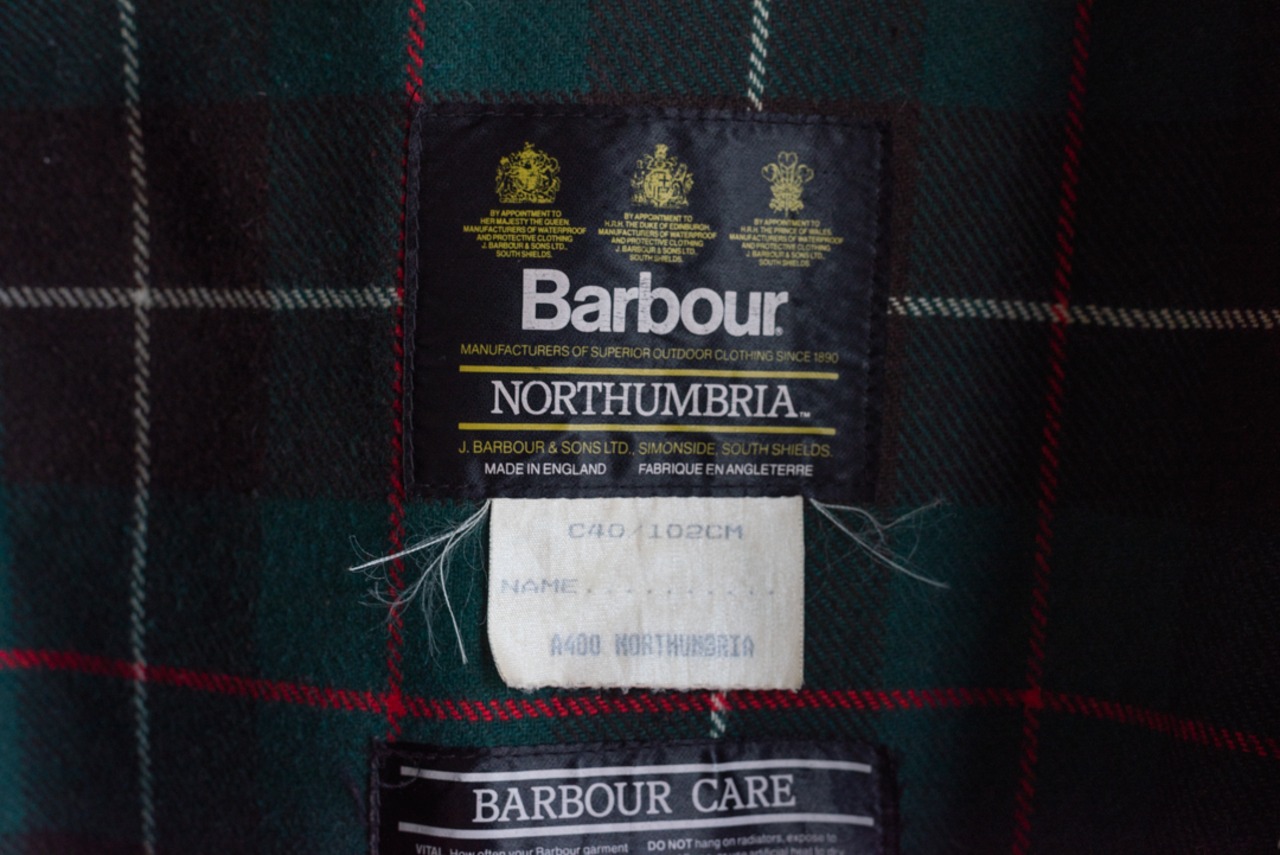 BY APPOINTMENT TO
HER MAJESTY THE QUEEN
MANUFACTURERS OF WATERPROOF
AND PROTECTIVE CLOTHING
J. BARBOUR & SONS LTD.,
SOUTH SHIELDS.
BY APPOINTMENT TO
H.R.H. THE DUKE OF EDINBURGH,
MANUFACTURERS OF WATERPROOF
AND PROTECTIVE CLOTHING
J. BARBOUR & SONS LTD.,
SOUTH SHIELDS.
BY APPOINTMENT TO
H.R.H. THE PRINCE OF WALES,
MANUFACTURERS OF WATERPROOF
AND PROTECTIVE CLOTHING
J. BARBOUR & SONS LTD.,
SOUTH SHIELDS.
Barbour®
MANUFACTURERS OF SUPERIOR OUTDOOR CLOTHING SINCE 1890
NORTHUMBRIA™
J. BARBOUR & SONS LTD., SIMONSIDE, SOUTH SHIELDS.
MADE IN ENGLAND FABRIQUE EN ANGLETERRE
C40/102CM
NAME..........
A400 NORTHUMBRIA
BARBOUR CARE
VITAL How often your Barbour garment
DO NOT hang on radiators, expose to
artificial heat to dry